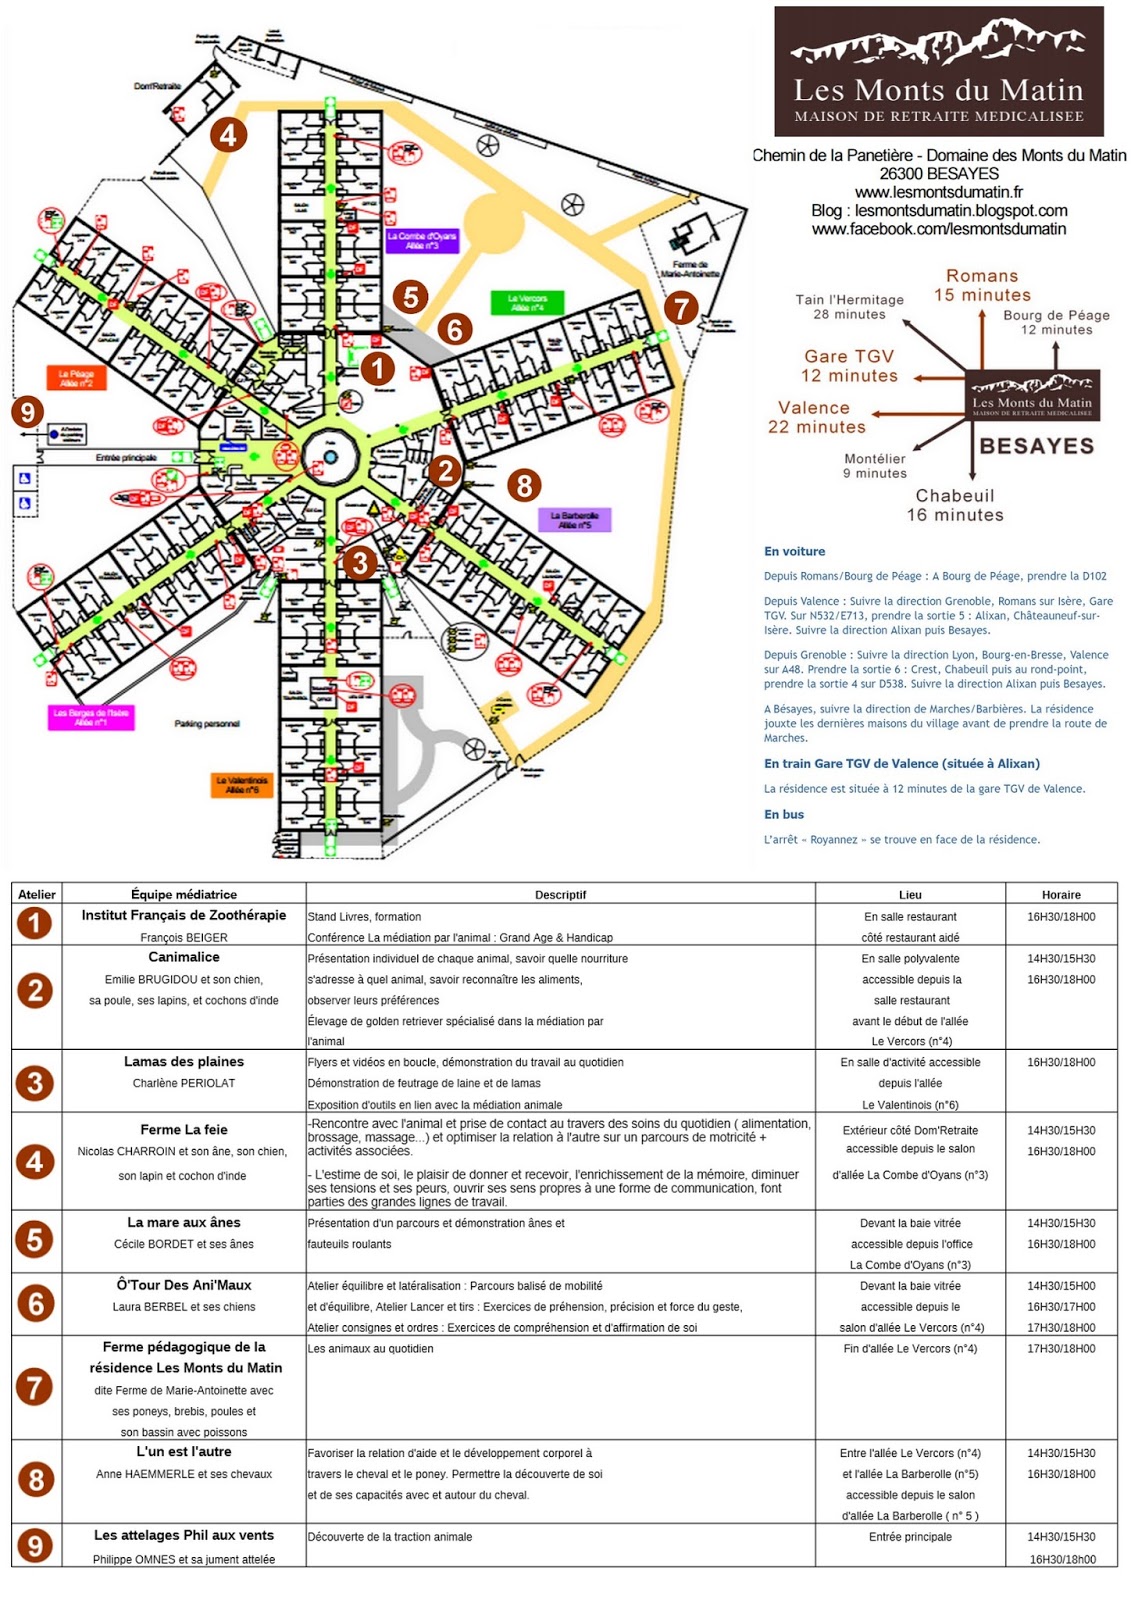 Les Monts du Matin
MAISON DE RETRAITE MEDICALISEE
Chemin de la Panetière - Domaine des Monts du Matin
26300 BESAYES
www.lesmontsdumatin.fr
Blog : lesmontsdumatin.blogspot.com
www.facebook.com/lesmontsdumatin
Dom'Retraite
4
La Combe d'Oyans
Allée n°3
Ferme de
Marie-Antoinette
5
Le Vercors
Allée n°4
6
7
1
Le Péage
Allée n°2
9
Entrée principale
2
8
La Barberolle
Allée n°5
3
Les Berges de l'Isère
Allée n°1
Parking personnel
Le Valentinois
Allée n°6
Romans
15 minutes
Tain l'Hermitage
28 minutes
Bourg de Péage
12 minutes
Gare TGV
12 minutes
Les Monts du Matin
MAISON DE RETRAITE MEDICALISEE
Valence
22 minutes
BESAYES
Montélier
9 minutes
Chabeuil
16 minutes
En voiture
Depuis Romans/Bourg de Péage : A Bourg de Péage, prendre la D102
Depuis Valence : Suivre la direction Grenoble, Romans sur Isère, Gare
TGV. Sur N532/E713, prendre la sortie 5 : Alixan, Châteauneuf-sur-
Isère. Suivre la direction Alixan puis Besayes.
Depuis Grenoble : Suivre la direction Lyon, Bourg-en-Bresse, Valence
sur A48. Prendre la sortie 6 : Crest, Chabeuil puis au rond-point,
prendre la sortie 4 sur D538. Suivre la direction Alixan puis Besayes.
A Bésayes, suivre la direction de Marches/Barbières. La résidence
jouxte les dernières maisons du village avant de prendre la route de
Marches.
En train Gare TGV de Valence (située à Alixan)
La résidence est située à 12 minutes de la gare TGV de Valence.
En bus
L'arrêt « Royannez » se trouve en face de la résidence.
Atelier Équipe médiatrice Descriptif Lieu Horaire
1 Institut Français de Zoothérapie Stand Livres, formation En salle restaurant 16H30/18H00
François BEIGER Conférence La médiation par l'animal : Grand Age & Handicap côté restaurant aidé
2 Canimalice Présentation individuel de chaque animal, savoir quelle nourriture En salle polyvalente 14H30/15H30
Emilie BRUGIDOU et son chien, s'adresse à quel animal, savoir reconnaître les aliments, accessible depuis la 16H30/18H00
sa poule, ses lapins, et cochons d'inde observer leurs préférences salle restaurant
Élevage de golden retriever spécialisé dans la médiation par avant le début de l'allée
l'animal Le Vercors (n°4)
3 Lamas des plaines Flyers et vidéos en boucle, démonstration du travail au quotidien En salle d'activité accessible 16H30/18H00
Charlène PERIOLAT Démonstration de feutrage de laine et de lamas depuis l'allée
Exposition d'outils en lien avec la médiation animale Le Valentinois (n°6)
4 Ferme La feie -Rencontre avec l'animal et prise de contact au travers des soins du quotidien ( alimentation, Extérieur côté Dom'Retraite 14H30/15H30
Nicolas CHARROIN et son âne, son chien, brossage, massage...) et optimiser la relation à l'autre sur un parcours de motricité + accessible depuis le salon 16H30/18H00
son lapin et cochon d'inde activités associées. d'allée La Combe d'Oyans (n°3)
- L'estime de soi, le plaisir de donner et recevoir, l'enrichissement de la mémoire, diminuer
ses tensions et ses peurs, ouvrir ses sens propres à une forme de communication, font
parties des grandes lignes de travail.
5 La mare aux ânes Présentation d'un parcours et démonstration ânes et Devant la baie vitrée 14H30/15H30
Cécile BORDET et ses ânes fauteuils roulants accessible depuis l'office 16H30/18H00
La Combe d'Oyans (n°3)
6 Ô'Tour Des Ani'Maux Atelier équilibre et latéralisation : Parcours balisé de mobilité Devant la baie vitrée 14H30/15H00
Laura BERBEL et ses chiens et d'équilibre, Atelier Lancer et tirs : Exercices de préhension, précision et force du geste, accessible depuis le 16H30/17H00
Atelier consignes et ordres : Exercices de compréhension et d'affirmation de soi salon d'allée Le Vercors (n°4) 17H30/18H00
7 Ferme pédagogique de la Les animaux au quotidien Fin d'allée Le Vercors (n°4) 17H30/18H00
résidence Les Monts du Matin
dite Ferme de Marie-Antoinette avec
ses poneys, brebis, poules et
son bassin avec poissons
8 L'un est l'autre Favoriser la relation d'aide et le développement corporel à Entre l'allée Le Vercors (n°4) 14H30/15H30
Anne HAEMMERLE et ses chevaux travers le cheval et le poney. Permettre la découverte de soi et l'allée La Barberolle (n°5) 16H30/18H00
et de ses capacités avec et autour du cheval. accessible depuis le salon
d'allée La Barberolle ( n° 5 )
9 Les attelages Phil aux vents Découverte de la traction animale Entrée principale 14H30/15H30
Philippe OMNES et sa jument attelée 16H30/18h00